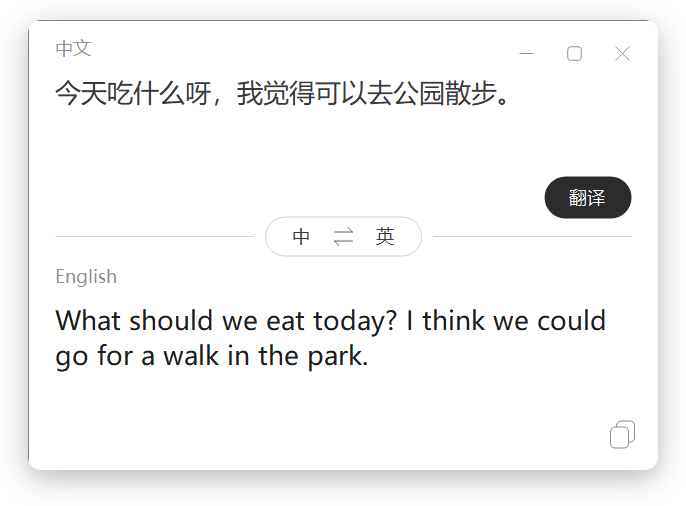 中文
今天吃什么呀，我觉得可以去公园散步。
翻译
中 英
English
What should we eat today? I think we could
go for a walk in the park.